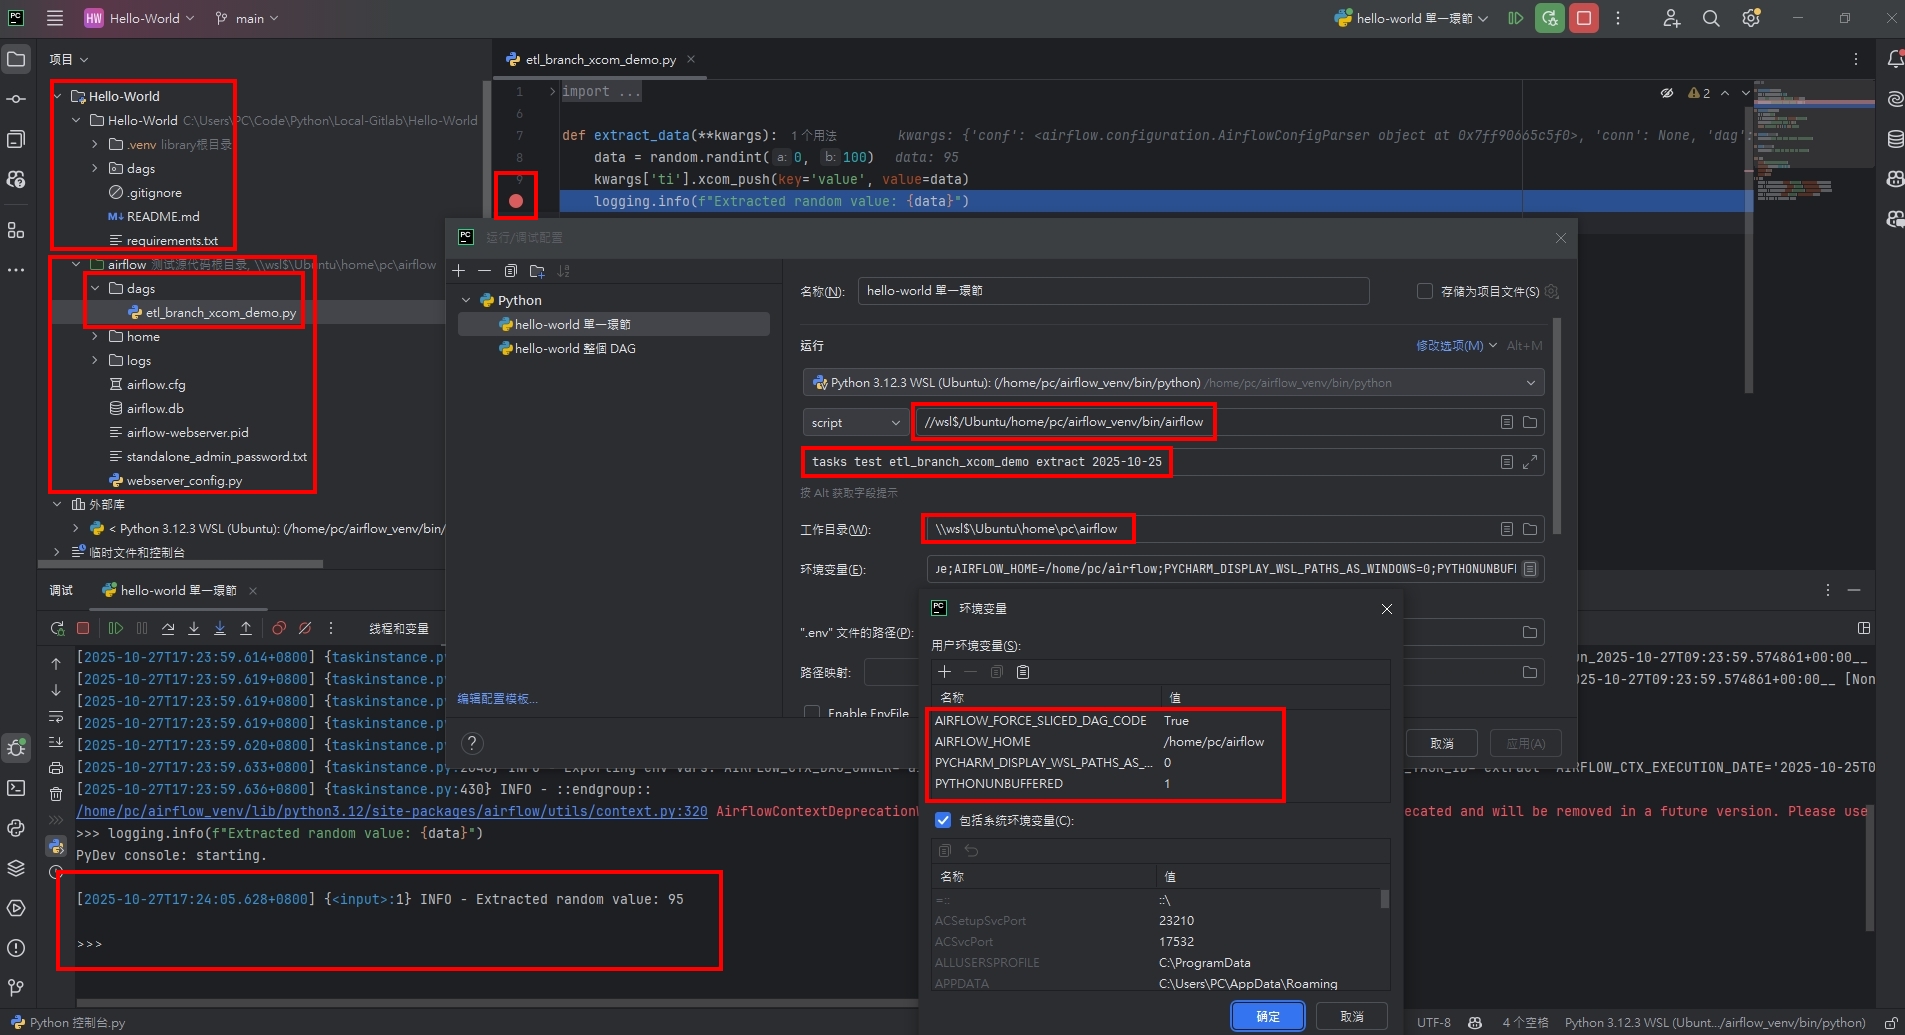 PC
HW Hello-World
main
hello-world 單一環節
项目
Hello-World
Hello-World C:\Users\PC\Code\Python\Local-Gitlab\Hello-World
.venv library根目录
dags
.gitignore
M↓ README.md
requirements.txt
airflow 测试源代码根目录, \\wsl$\Ubuntu\home\pc\airflow
dags
etl_branch_xcom_demo.py
home
logs
airflow.cfg
airflow.db
airflow-webserver.pid
standalone_admin_password.txt
webserver_config.py
外部库
< Python 3.12.3 WSL (Ubuntu): (/home/pc/airflow_venv/bin/
临时文件和控制台
etl_branch_xcom_demo.py
2
1 import ...
6
7 def extract_data(**kwargs): 1 个用法 kwargs: {'conf': <airflow.configuration.AirflowConfigParser object at 0x7ff90665c5f0>, 'conn': None, 'dag':
8 data = random.randint( a: 0, b: 100) data: 95
9 kwargs['ti'].xcom_push(key='value', value=data)
logging.info(f"Extracted random value: {data}")
PC 运行/调试配置
Python
hello-world 單一環節
hello-world 整個 DAG
编辑配置模板...
?
名称(N): hello-world 單一環節
存储为项目文件(S)
运行 修改选项(M) Alt+M
Python 3.12.3 WSL (Ubuntu): (/home/pc/airflow_venv/bin/python) /home/pc/airflow_venv/bin/python
script //wsl$/Ubuntu/home/pc/airflow_venv/bin/airflow
tasks test etl_branch_xcom_demo extract 2025-10-25
按 Alt 获取字段提示
工作目录(W): \\wsl$\Ubuntu\home\pc\airflow
环境变量(E): ue;AIRFLOW_HOME=/home/pc/airflow;PYCHARM_DISPLAY_WSL_PATHS_AS_WINDOWS=0;PYTHONUNBUFF
".env" 文件的路径(P):
路径映射:
Enable EnvFile
取消 应用(A)
PC 环境变量
用户环境变量(S):
名称 值
AIRFLOW_FORCE_SLICED_DAG_CODE True
AIRFLOW_HOME /home/pc/airflow
PYCHARM_DISPLAY_WSL_PATHS_AS_... 0
PYTHONUNBUFFERED 1
包括系统环境变量(C):
名称 值
=:: ::\
ACSetupSvcPort 23210
ACSvcPort 17532
ALLUSERSPROFILE C:\ProgramData
APPDATA C:\Users\PC\AppData\Roaming
确定 取消
调试 hello-world 單一環節
线程和变量
[2025-10-27T17:23:59.614+0800] {taskinstance.p un_2025-10-27T09:23:59.574861+00:00__
[2025-10-27T17:23:59.619+0800] {taskinstance.p 25-10-27T09:23:59.574861+00:00__ [Non
[2025-10-27T17:23:59.619+0800] {taskinstance.p
[2025-10-27T17:23:59.619+0800] {taskinstance.p
[2025-10-27T17:23:59.620+0800] {taskinstance.p
[2025-10-27T17:23:59.633+0800] {taskinstance.py
_TASK_ID='extract' AIRFLOW_CTX_EXECUTION_DATE='2025-10-25T0
[2025-10-27T17:23:59.636+0800] {taskinstance.py:430} INFO - ::endgroup::
/home/pc/airflow_venv/lib/python3.12/site-packages/airflow/utils/context.py:320 AirflowContextDeprecation ecated and will be removed in a future version. Please use
>>> logging.info(f"Extracted random value: {data}")
PyDev console: starting.
[2025-10-27T17:24:05.628+0800] {<input>:1} INFO - Extracted random value: 95
>>>
Python 控制台.py
UTF-8 4 个空格 Python 3.12.3 WSL (Ubunt.../airflow_venv/bin/python)